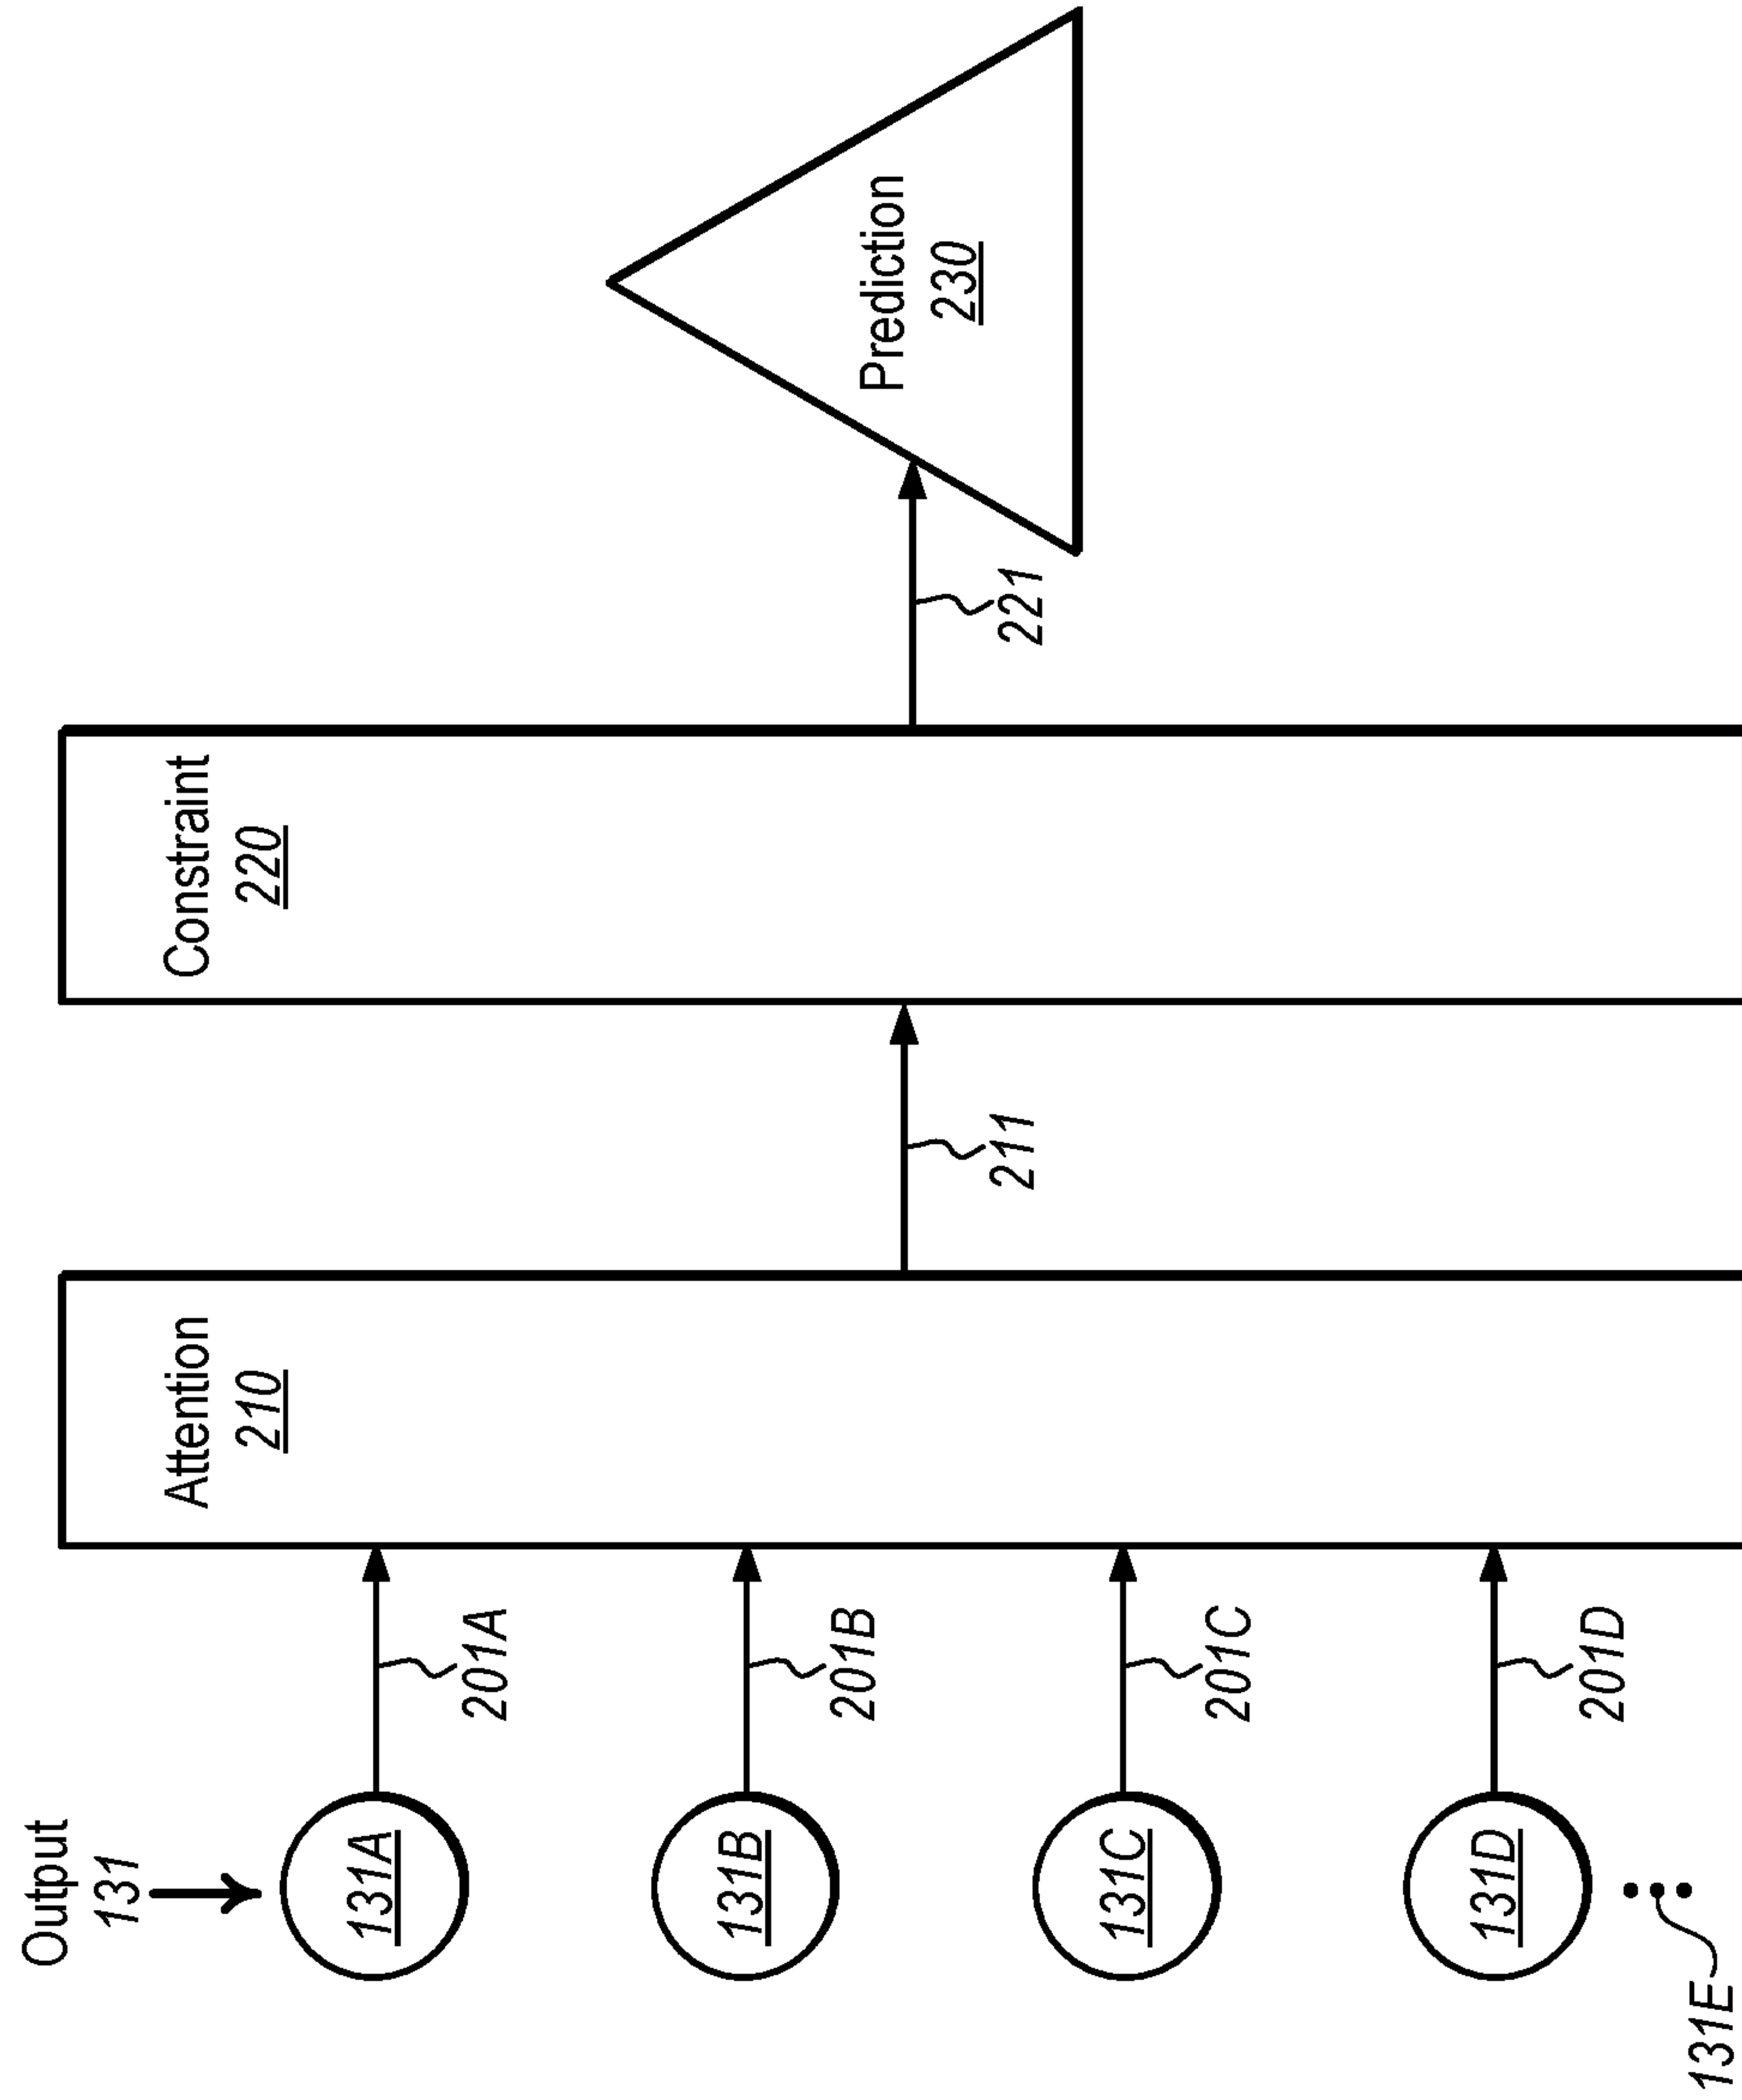 Output
131
131A
131B
131C
131D
131E
201A
201B
201C
201D
Attention
210
211
Constraint
220
221
Prediction
230